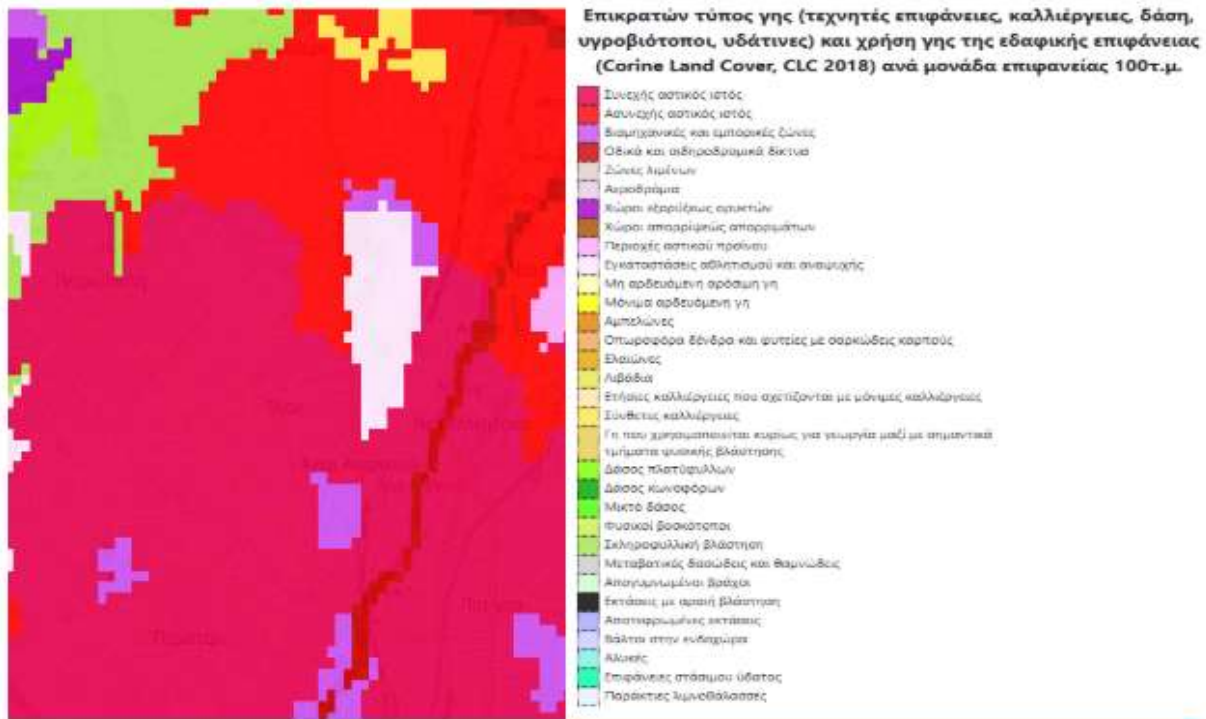 Επικρατών τύπος γης (τεχνητές επιφάνειες, καλλιέργειες, δάση,
υγροβιότοποι, υδάτινες) και χρήση γης της εδαφικής επιφάνειας
(Corine Land Cover, CLC 2018) ανά μονάδα επιφανείας 100τ.μ.
Συνεχής αστικός ιστός
Ασυνεχής αστικός ιστός
Βιομηχανικές και εμπορικές ζώνες
Οδικά και σιδηροδρομικά δίκτυα
Ζώνες λιμένων
Αεροδρόμια
Χώροι εξορύξεως ορυκτών
Χώροι απορρίψεως απορριμάτων
Περιοχές αστικού πρασίνου
Εγκαταστάσεις αθλητισμού και αναψυχής
Μη αρδευόμενη αρόσιμη γη
Μόνιμα αρδευόμενη γη
Αμπελώνες
Οπωροφόρα δένδρα και φυτείες με σαρκώδεις καρπούς
Ελαιώνες
Λιβάδια
Ετήσιες καλλιέργειες που σχετίζονται με μόνιμες καλλιέργειες
Σύνθετες καλλιέργειες
Γη που χρησιμοποιείται κυρίως για γεωργία μαζί με σημαντικά
τμήματα φυσικής βλάστησης
Δάσος πλατύφυλλων
Δάσος κωνοφόρων
Μικτό δάσος
Φυσικοί βοσκότοποι
Σκληροφυλλική βλάστηση
Μεταβατικές δασώδεις και θαμνώδεις
Απογυμνωμένοι βράχοι
Εκτάσεις με αραιή βλάστηση
Αποτεφρωμένες εκτάσεις
Βάλτοι στην ενδοχώρα
Αλυκές
Επιφάνειες στάσιμου ύδατος
Παράκτιες λιμνοθάλασσες